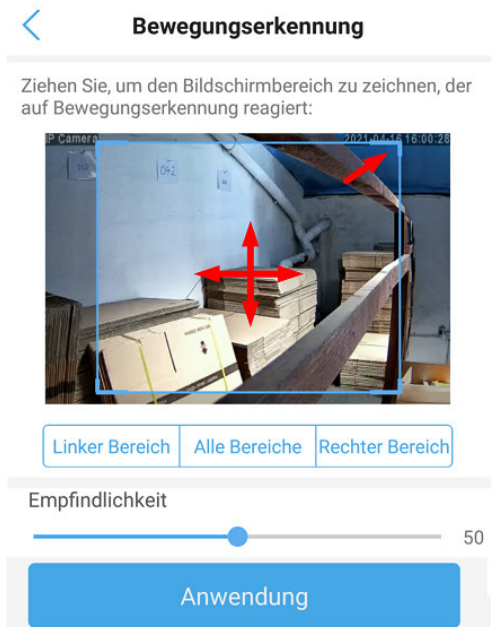 Bewegungserkennung
Ziehen Sie, um den Bildschirmbereich zu zeichnen, der
auf Bewegungserkennung reagiert:
P Camera 2021-04-16 16:00:28
042
Linker Bereich Alle Bereiche Rechter Bereich
Empfindlichkeit
50
Anwendung